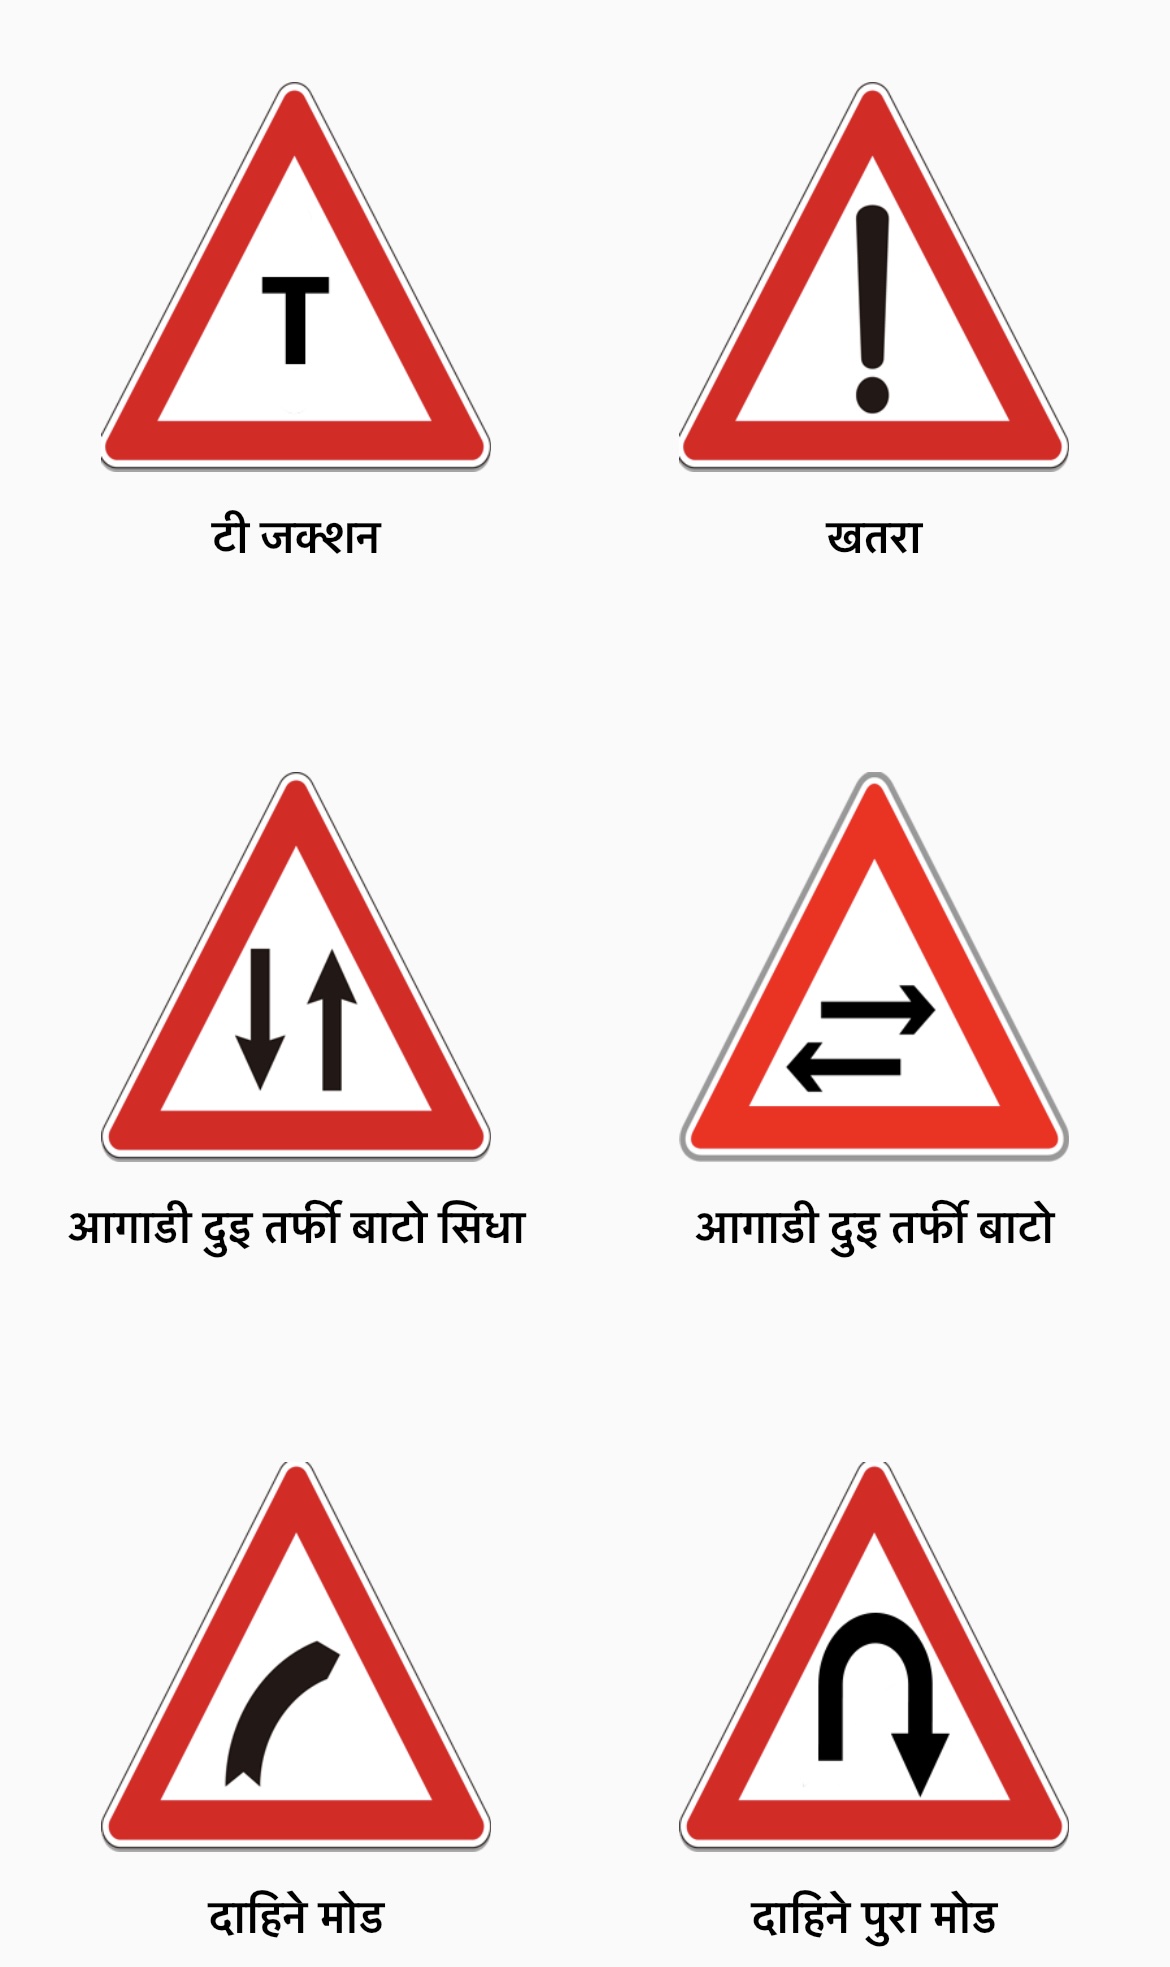 T
!
टी जक्शन
खतरा
आगाडी दुइ तर्फी बाटो सिधा
आगाडी दुइ तर्फी बाटो
दाहिने मोड
दाहिने पुरा मोड